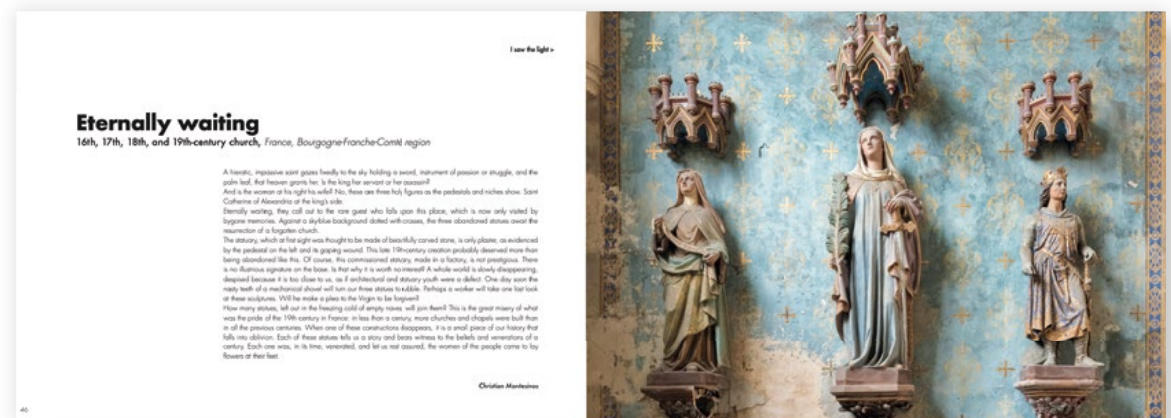 I saw the light >
Eternally waiting
16th, 17th, 18th, and 19th-century church, France, Bourgogne-Franche-Comté region
A hieratic, impassive saint gazes fixedly to the sky holding a sword, instrument of passion or struggle, and the
palm leaf, that heaven grants her. Is the king her servant or her assassin?
And is the woman at his right his wife? No, these are three holy figures as the pedestals and niches show. Saint
Catherine of Alexandria at the king's side.
Eternally waiting, they call out to the rare guest who falls upon this place, which is now only visited by
bygone memories. Against a sky-blue background dotted with crosses, the three abandoned statues await the
resurrection of a forgotten church.
The statuary, which at first sight was thought to be made of beautifully carved stone, is only plaster, as evidenced
by the pedestal on the left and its gaping wound. This late 19th-century creation probably deserved more than
being abandoned like this. Of course, this commissioned statuary, made in a factory, is not prestigious. There
is no illustrious signature on the base. Is that why it is worth no interest? A whole world is slowly disappearing,
despised because it is too close to us, as if architectural and statuary youth were a defect. One day soon the
nasty teeth of a mechanical shovel will turn our three statues to rubble. Perhaps a worker will take one last look
at these sculptures. Will he make a plea to the Virgin to be forgiven?
How many statues, left out in the freezing cold of empty naves, will join them? This is the great misery of what
was the pride of the 19th century in France: in less than a century, more churches and chapels were built than
in all the previous centuries. When one of these constructions disappears, it is a small piece of our history that
falls into oblivion. Each of these statues tells us a story and bears witness to the beliefs and venerations of a
century. Each one was, in its time, venerated, and let us rest assured, the women of the people came to lay
flowers at their feet.
Christian Montesinos
46